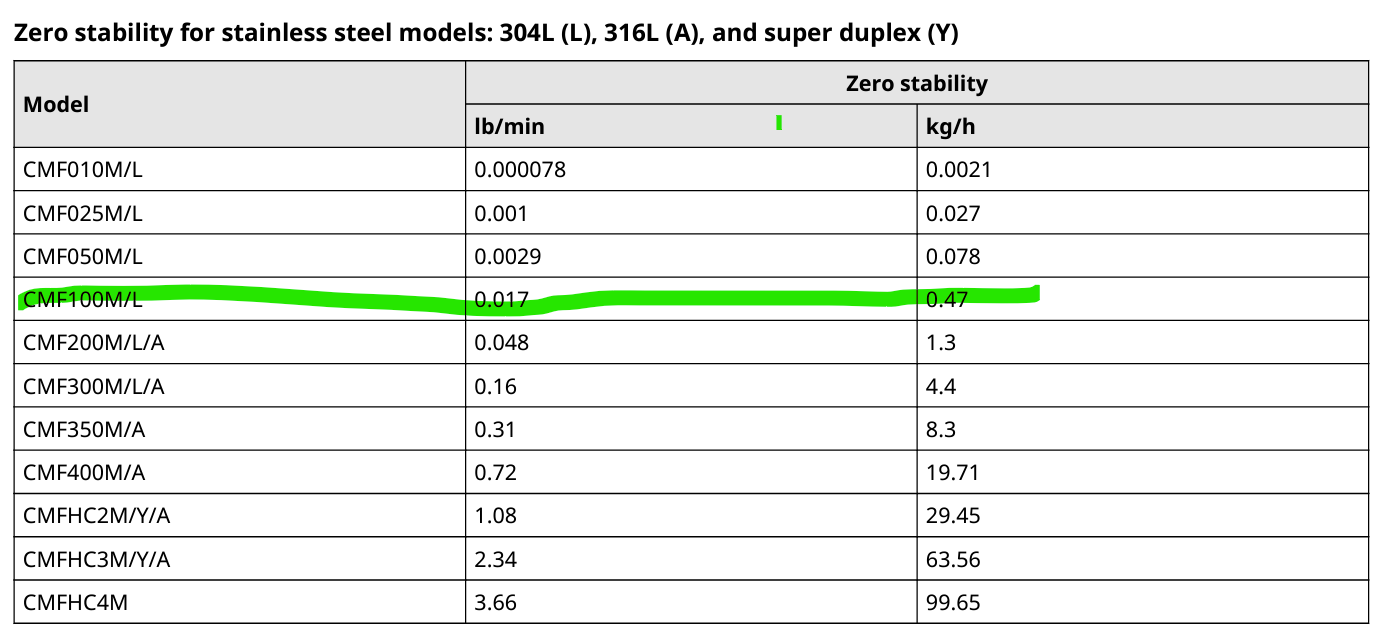 Zero stability for stainless steel models: 304L (L), 316L (A), and super duplex (Y)
Model
Zero stability
lb/min kg/h
CMF010M/L 0.000078 0.0021
CMF025M/L 0.001 0.027
CMF050M/L 0.0029 0.078
CMF100M/L 0.017 0.47
CMF200M/L/A 0.048 1.3
CMF300M/L/A 0.16 4.4
CMF350M/A 0.31 8.3
CMF400M/A 0.72 19.71
CMFHC2M/Y/A 1.08 29.45
CMFHC3M/Y/A 2.34 63.56
CMFHC4M 3.66 99.65